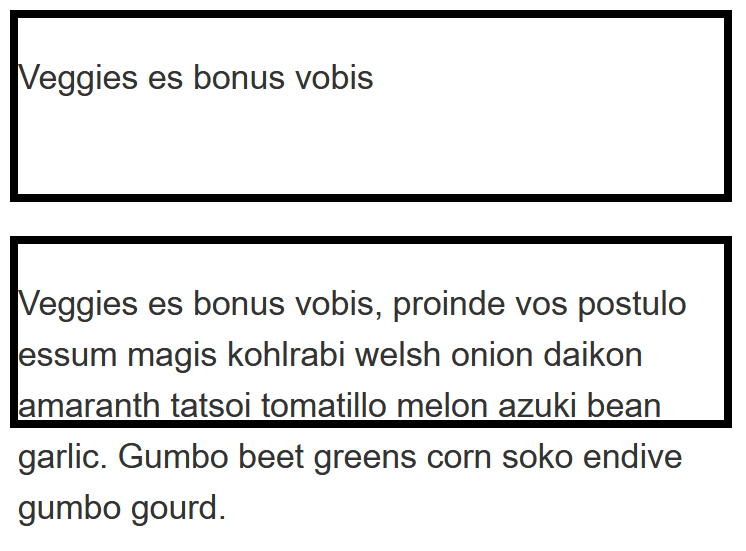 Veggies es bonus vobis
Veggies es bonus vobis, proinde vos postulo
essum magis kohlrabi welsh onion daikon
amaranth tatsoi tomatillo melon azuki bean
garlic. Gumbo beet greens corn soko endive
gumbo gourd.